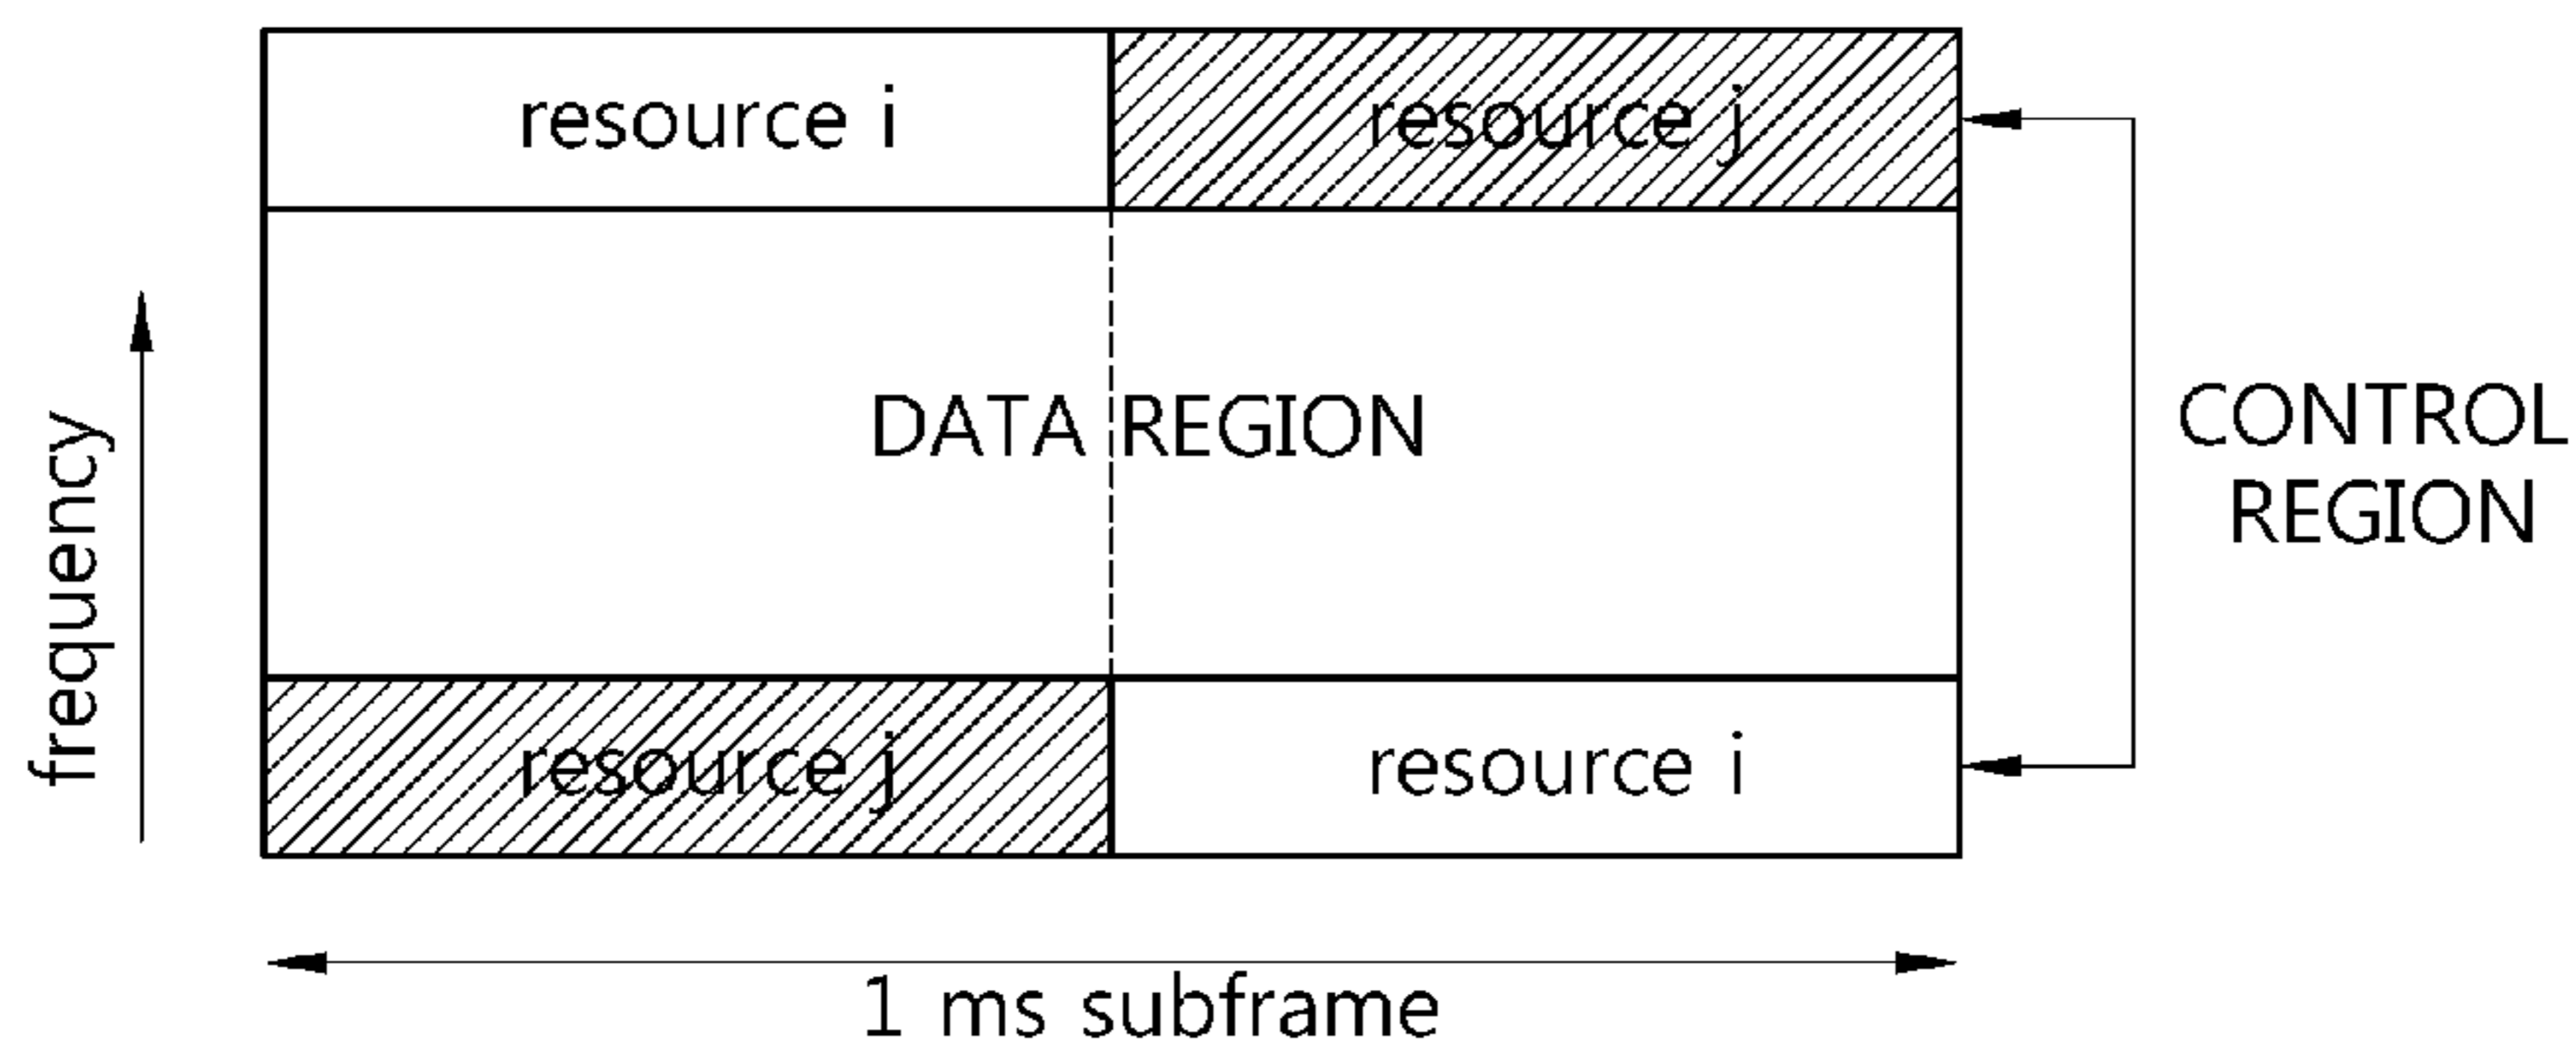 resource i
resource j
frequency
DATA REGION
CONTROL
REGION
resource j
resource i
1 ms subframe